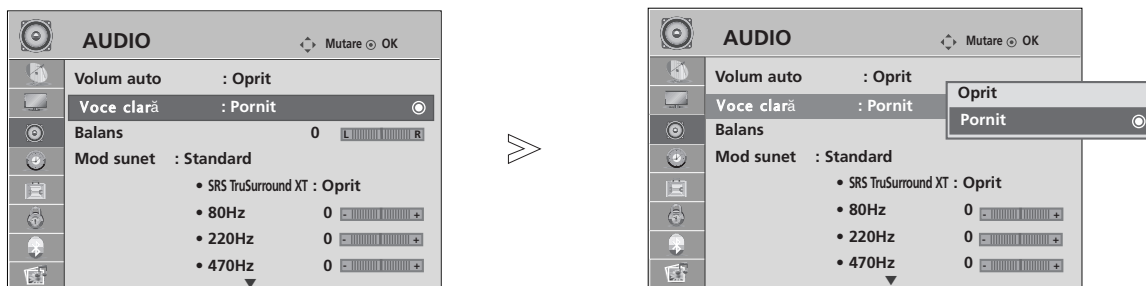 AUDIO Mutare OK
Volum auto : Oprit
Voce clară : Pornit
Balans 0 L R
Mod sunet : Standard
• SRS TruSurround XT : Oprit
• 80Hz 0 - +
• 220Hz 0 - +
• 470Hz 0 - +
AUDIO Mutare OK
Volum auto : Oprit
Voce clară : Pornit
Balans
Mod sunet : Standard
• SRS TruSurround XT : Oprit
• 80Hz 0 - +
• 220Hz 0 - +
• 470Hz 0 - +
Oprit
Pornit